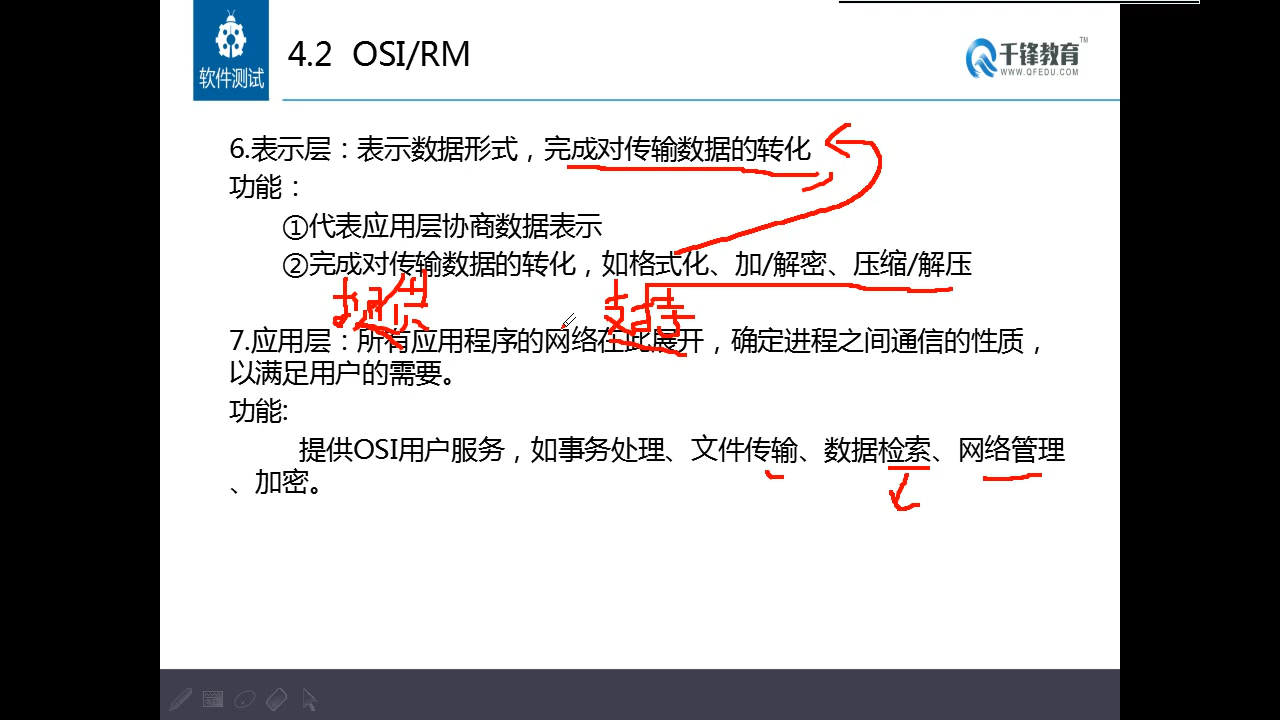 软件测试
4.2 OSI/RM
千锋教育™
WWW.QFEDU.COM
6.表示层：表示数据形式，完成对传输数据的转化
功能：
①代表应用层协商数据表示
②完成对传输数据的转化，如格式化、加/解密、压缩/解压
提供
支持
7.应用层：所有应用程序的网络在此展开，确定进程之间通信的性质，
以满足用户的需要。
功能:
提供OSI用户服务，如事务处理、文件传输、数据检索、网络管理
、加密。